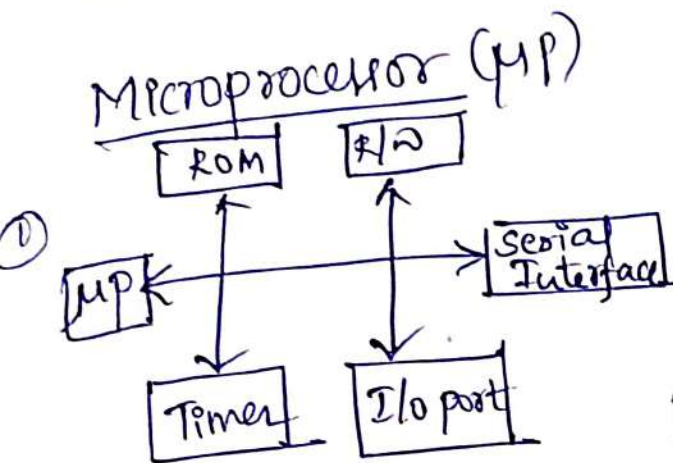 Microprocessor (μP)
ROM
R/W
①
μP
Serial
Interface
Timer
I/o port